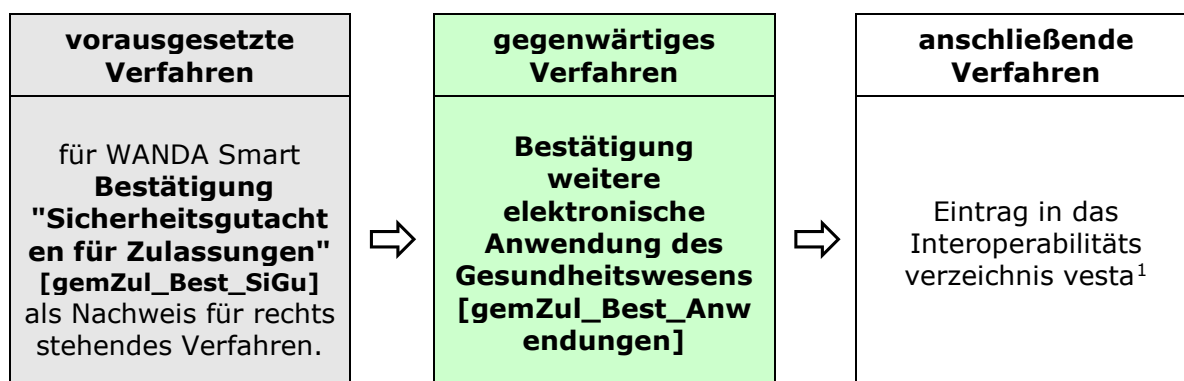 vorausgesetzte
Verfahren
für WANDA Smart
Bestätigung
"Sicherheitsgutacht
en für Zulassungen"
[gemZul_Best_SiGu]
als Nachweis für rechts
stehendes Verfahren.
gegenwärtiges
Verfahren
Bestätigung
weitere
elektronische
Anwendung des
Gesundheitswesens
[gemZul_Best_Anw
endungen]
anschließende
Verfahren
Eintrag in das
Interoperabilitäts
verzeichnis vesta¹